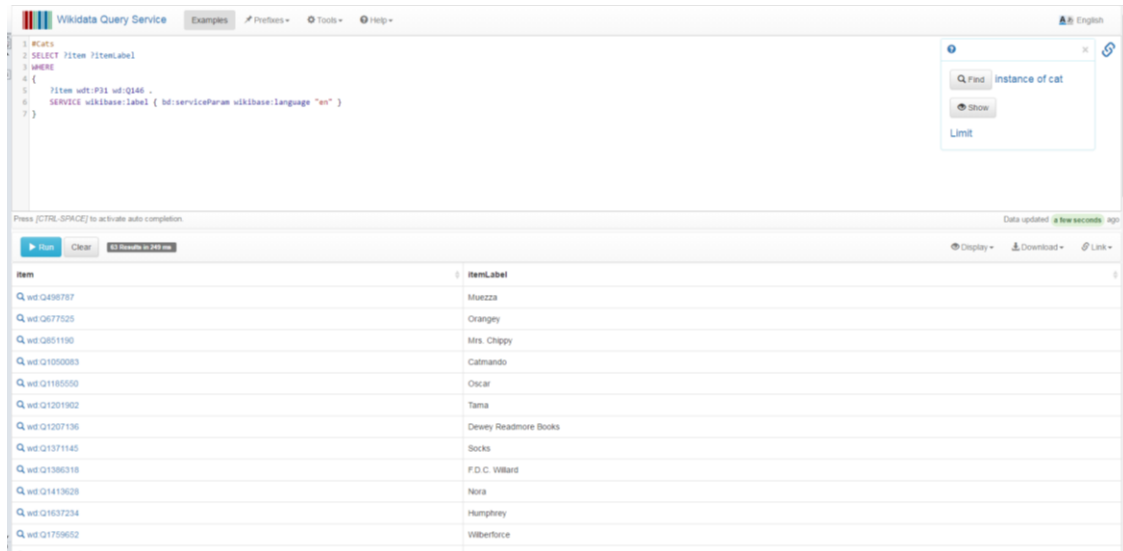 Wikidata Query Service Examples Prefixes Tools Help English
1 #Cats
2 SELECT ?item ?itemLabel
3 WHERE
4 {
5 ?item wdt:P31 wd:Q146 .
6 SERVICE wikibase:label { bd:serviceParam wikibase:language "en" }
7 }
Find instance of cat
Show
Limit
Press [CTRL-SPACE] to activate auto completion.
Data updated a few seconds ago
Run Clear 63 Results in 249 ms Display Download Link
item itemLabel
wd:Q498787 Muezza
wd:Q677525 Orangey
wd:Q851190 Mrs. Chippy
wd:Q1050083 Catmando
wd:Q1185550 Oscar
wd:Q1201902 Tama
wd:Q1207136 Dewey Readmore Books
wd:Q1371145 Socks
wd:Q1386318 F.D.C. Willard
wd:Q1413628 Nora
wd:Q1637234 Humphrey
wd:Q1759652 Wilberforce